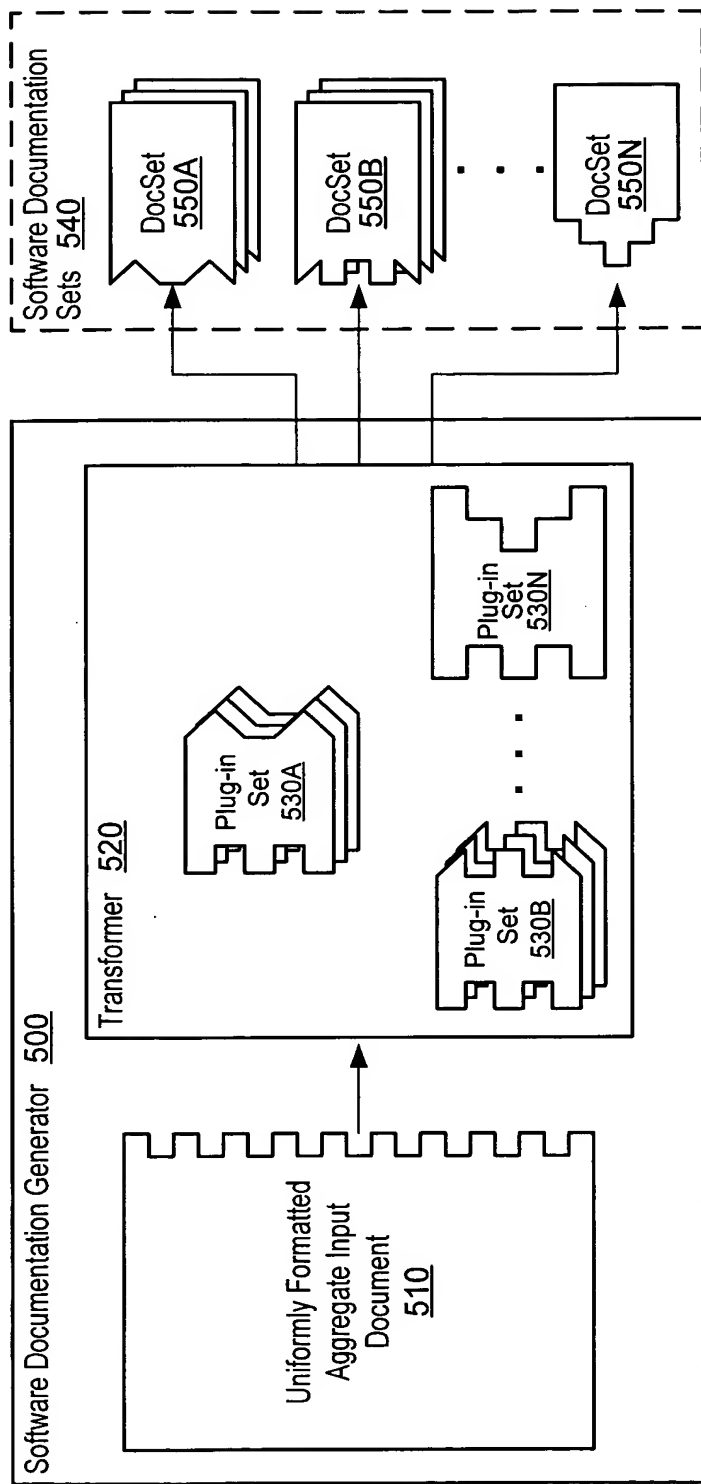 Software Documentation Generator 500
Uniformly Formatted
Aggregate Input
Document
510
Transformer 520
Plug-in
Set
530A
Plug-in
Set
530B
Plug-in
Set
530N
Software Documentation
Sets 540
DocSet
550A
DocSet
550B
DocSet
550N